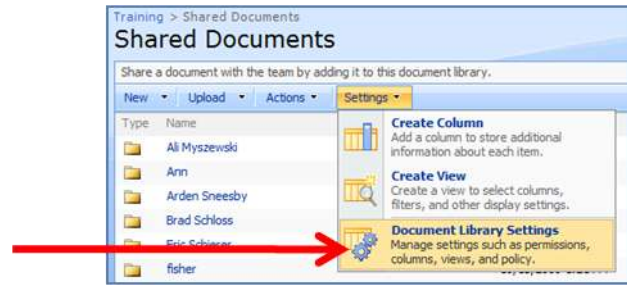 Training > Shared Documents
Shared Documents
Share a document with the team by adding it to this document library.
New Upload Actions Settings
Type Name
Ali Myszewski
Ann
Arden Sneesby
Brad Schloss
fisher
Create Column
Add a column to store additional
information about each item.
Create View
Create a view to select columns,
filters, and other display settings.
Document Library Settings
Manage settings such as permissions,
columns, views, and policy.